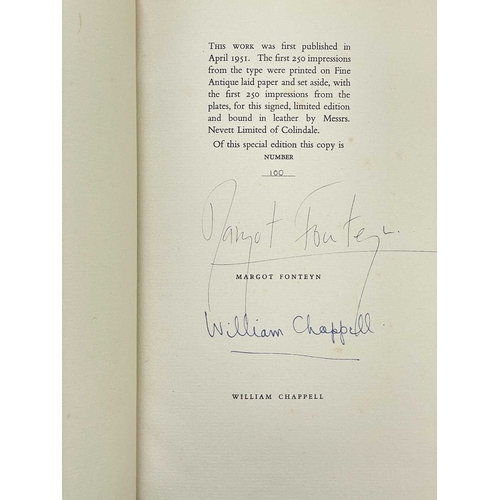 THIS WORK was first published in
April 1951. The first 250 impressions
from the type were printed on Fine
Antique laid paper and set aside, with
the first 250 impressions from the
plates, for this signed, limited edition
and bound in leather by Messrs.
Nevett Limited of Colindale.
Of this special edition this copy is
NUMBER
100
Margot Fonteyn.
MARGOT FONTEYN
William Chappell.
WILLIAM CHAPPELL